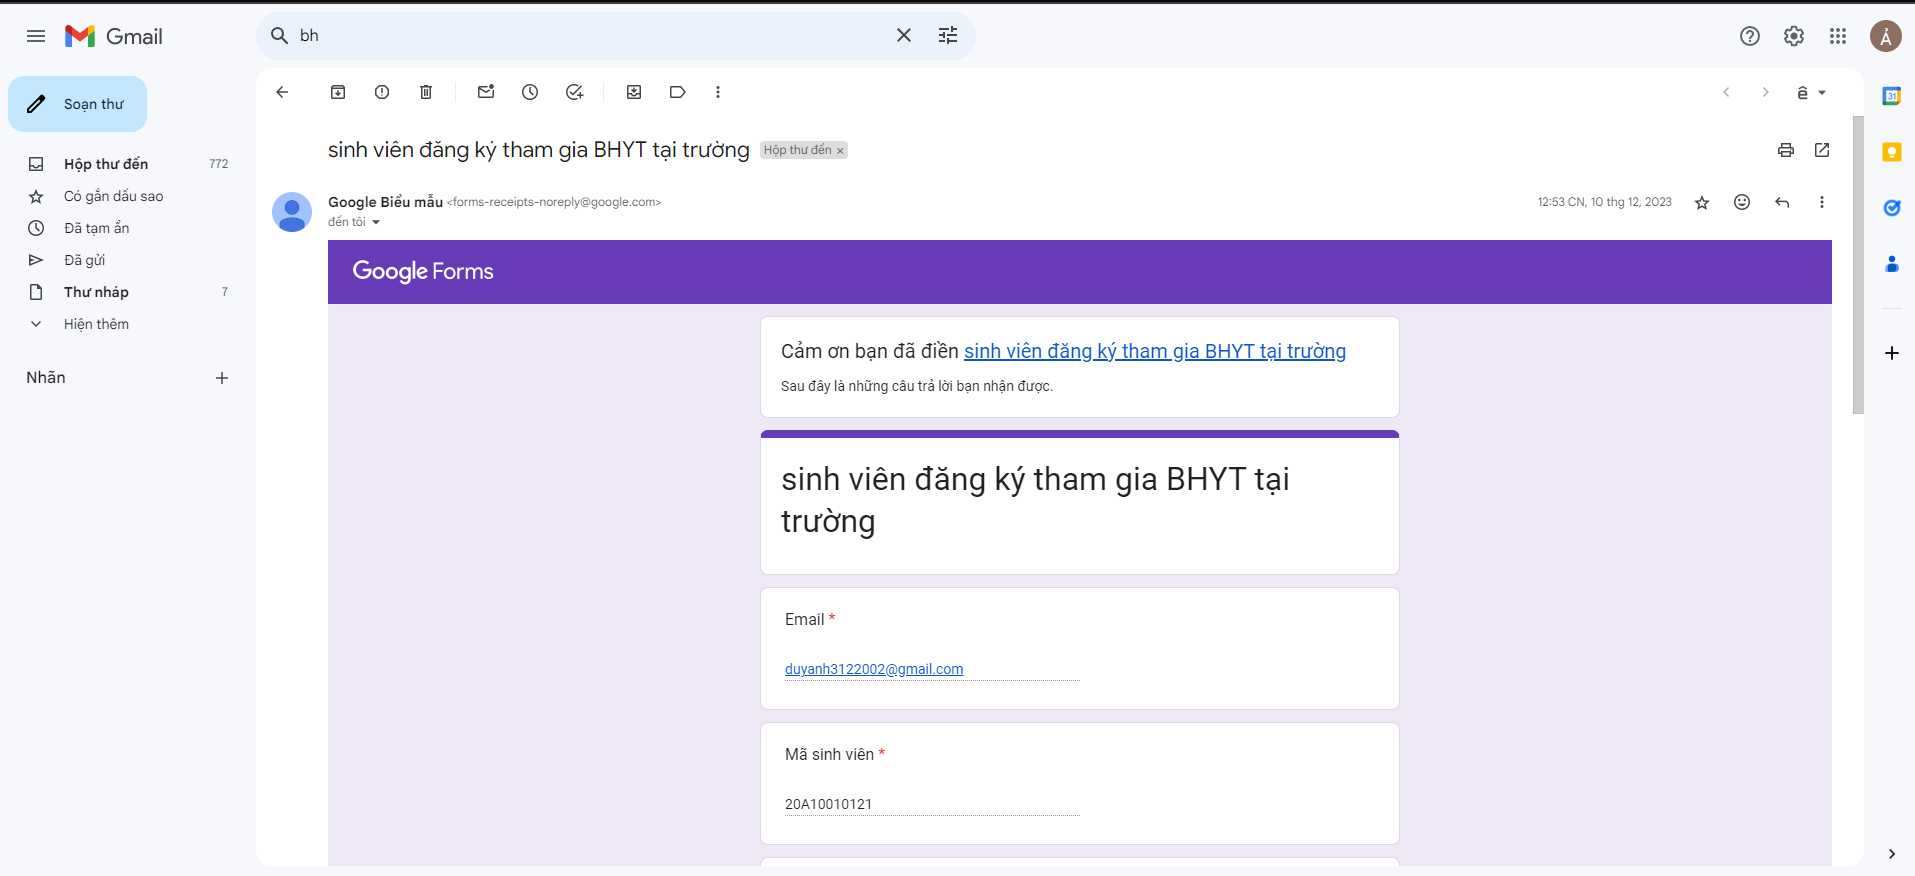 Gmail
bh
Ả
Soạn thư
Hộp thư đến 772
Có gắn dấu sao
Đã tạm ẩn
Đã gửi
Thư nháp 7
Hiện thêm
Nhãn
ê
31
sinh viên đăng ký tham gia BHYT tại trường Hộp thư đến ×
Google Biểu mẫu <forms-receipts-noreply@google.com> 12:53 CN, 10 thg 12, 2023
đến tôi
Google Forms
Cảm ơn bạn đã điền sinh viên đăng ký tham gia BHYT tại trường
Sau đây là những câu trả lời bạn nhận được.
sinh viên đăng ký tham gia BHYT tại
trường
Email *
duyanh3122002@gmail.com
Mã sinh viên *
20A10010121